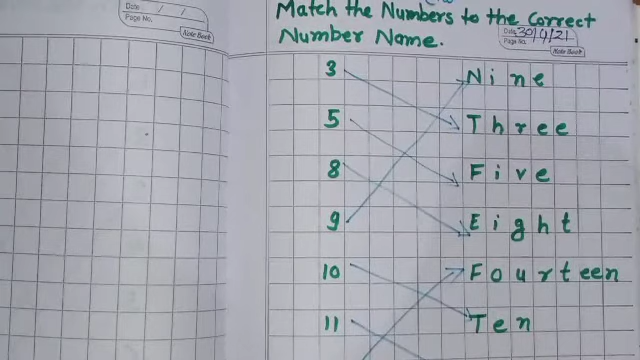 Date / /
Page No.
Note Book
Match the Numbers to the Correct
Number Name.
Date 30/4/21
Page No.
Note Book
3 Nine
5 Three
8 Five
9 Eight
10 Fourteen
11 Ten